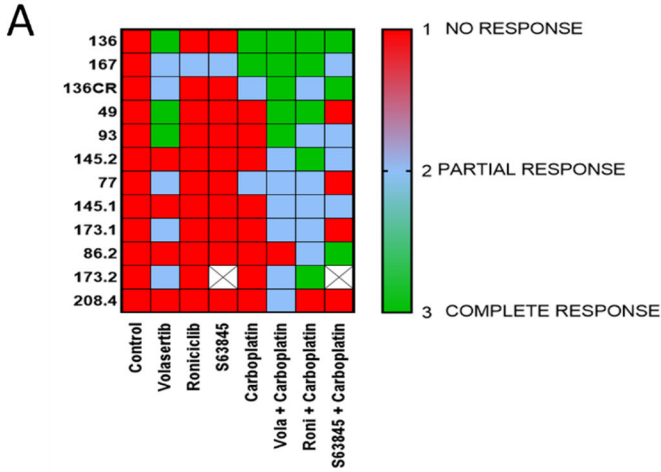 A
136
167
136CR
49
93
145.2
77
145.1
173.1
86.2
173.2
208.4
Control
Volasertib
Roniciclib
S63845
Carboplatin
Vola + Carboplatin
Roni + Carboplatin
S63845 + Carboplatin
1 NO RESPONSE
2 PARTIAL RESPONSE
3 COMPLETE RESPONSE